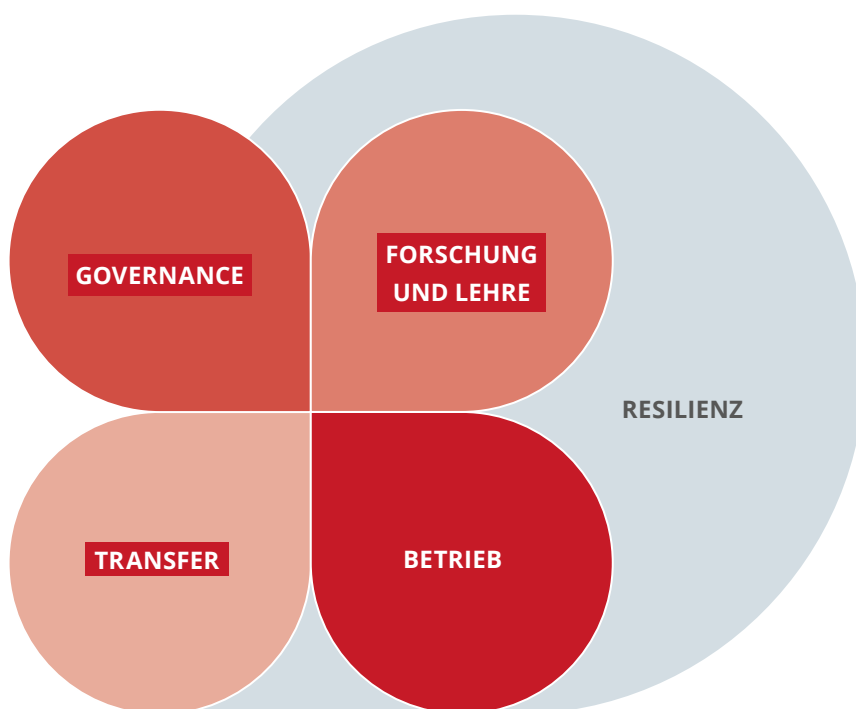 GOVERNANCE
FORSCHUNG
UND LEHRE
RESILIENZ
TRANSFER
BETRIEB